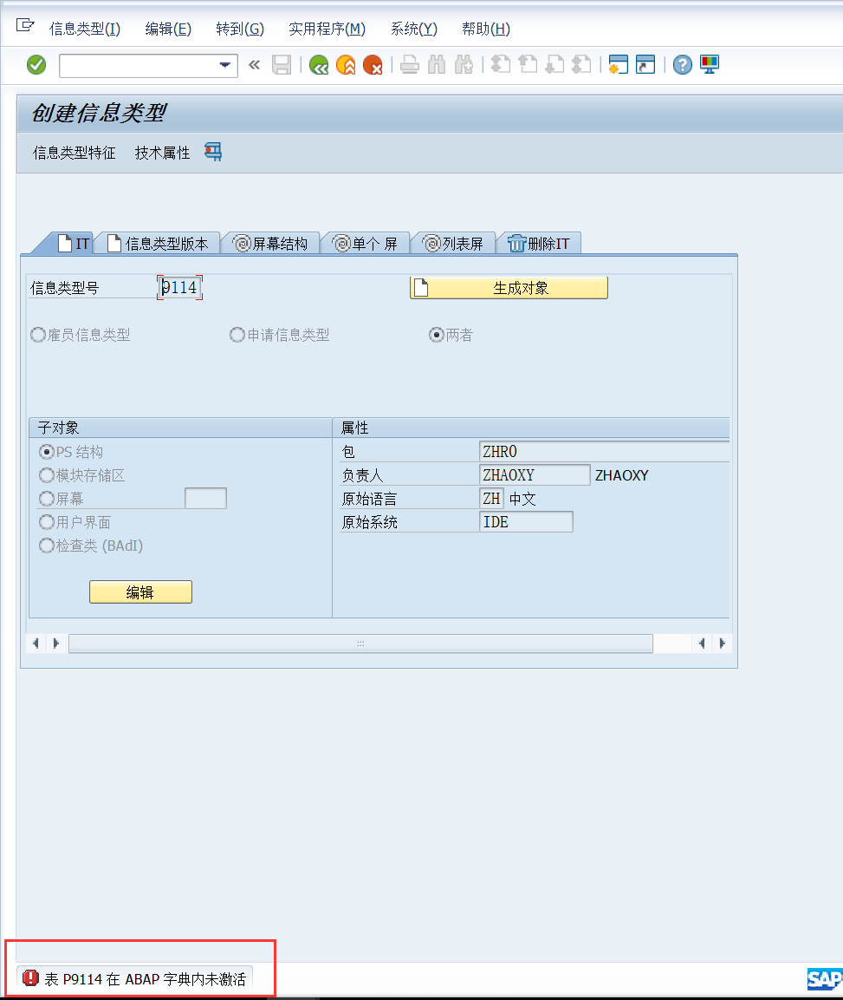 信息类型(I) 编辑(E) 转到(G) 实用程序(M) 系统(Y) 帮助(H)
创建信息类型
信息类型特征 技术属性
IT 信息类型版本 屏幕结构 单个 屏 列表屏 删除IT
信息类型号 9114 生成对象
雇员信息类型 申请信息类型 两者
子对象 属性
PS 结构 包 ZHR0
模块存储区 负责人 ZHAOXY ZHAOXY
屏幕 原始语言 ZH 中文
用户界面 原始系统 IDE
检查类 (BAdI)
编辑
表 P9114 在 ABAP 字典内未激活
SAP